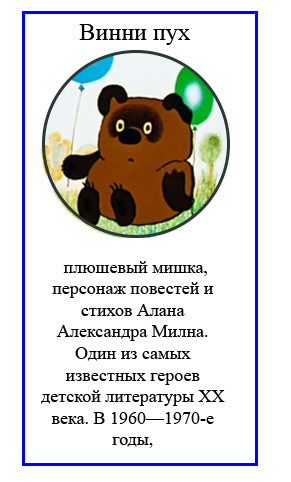 Винни пух
плюшевый мишка,
персонаж повестей и
стихов Алана
Александра Милна.
Один из самых
известных героев
детской литературы XX
века. В 1960—1970-е
годы,